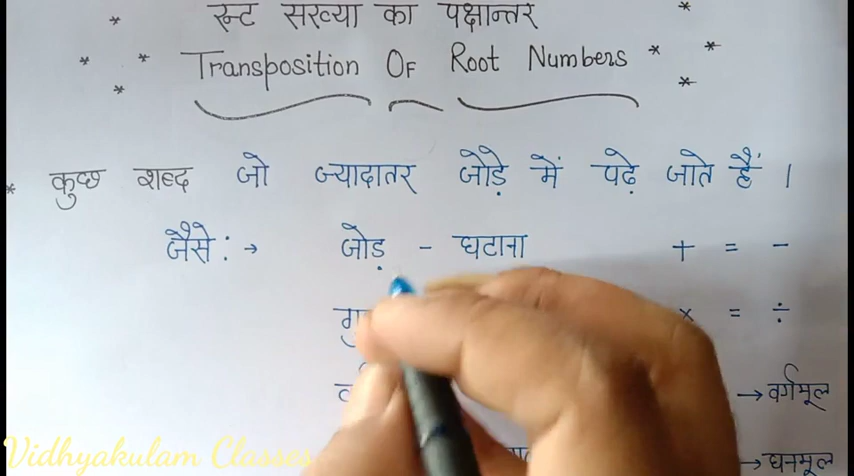 * रूट संख्या का पक्षान्तर *
* * Transposition OF Root Numbers * *
* *
* कुछ शब्द जो ज्यादातर जोड़े में पढ़े जाते हैं ।
जैसे : → जोड़ - घटाना + = -
× = ÷
→ वर्गमूल
→ घनमूल
Vidhyakulam Classes